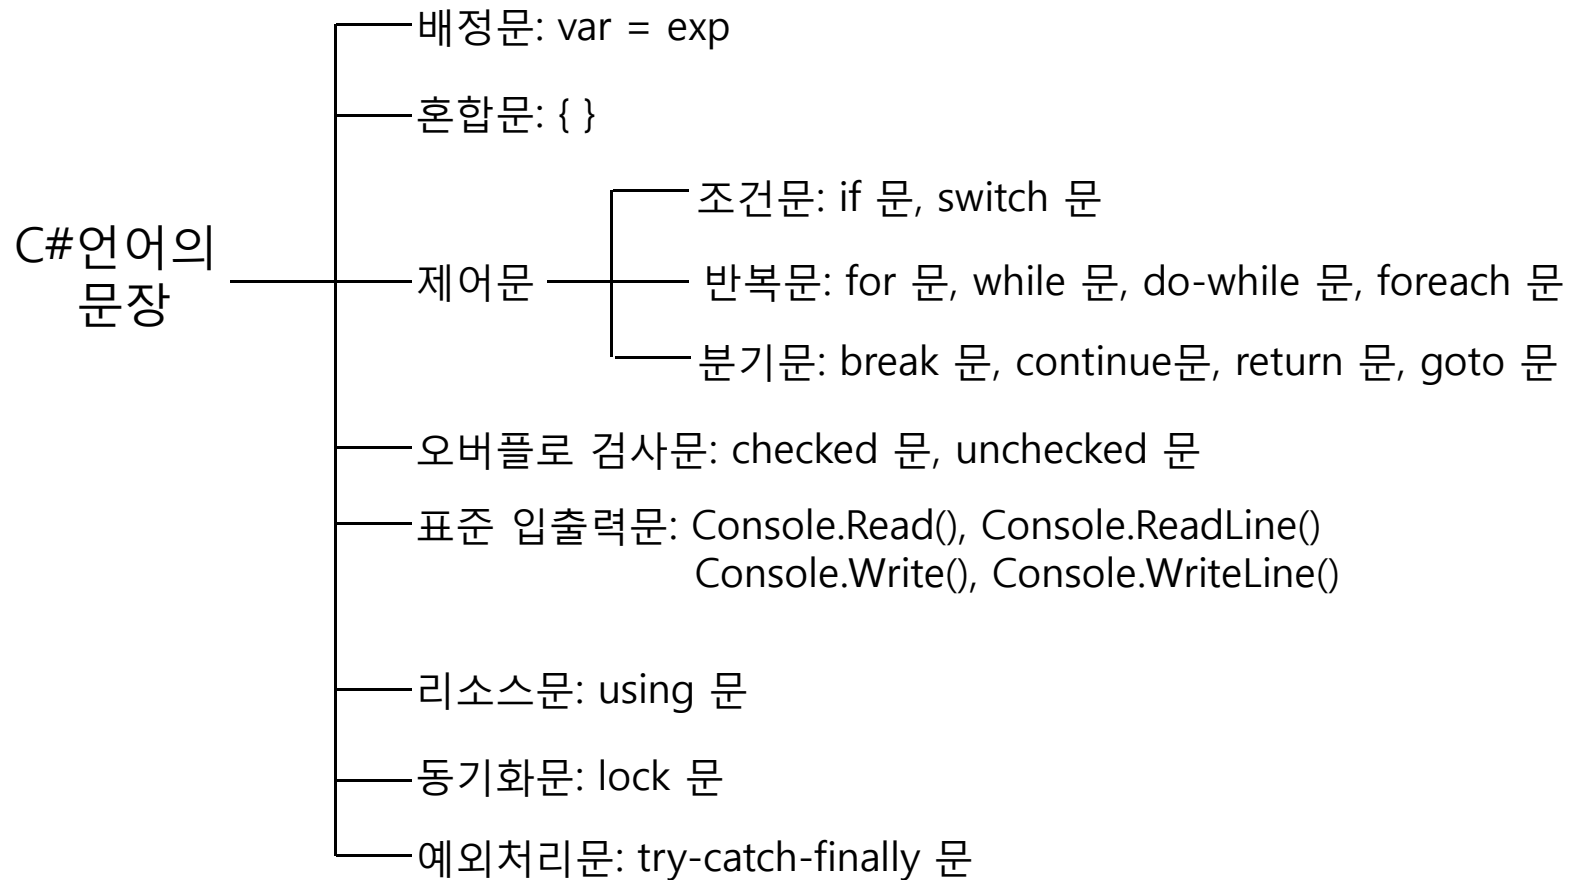 배정문: var = exp
혼합문: { }
조건문: if 문, switch 문
C#언어의
문장
제어문
반복문: for 문, while 문, do-while 문, foreach 문
분기문: break 문, continue문, return 문, goto 문
오버플로 검사문: checked 문, unchecked 문
표준 입출력문: Console.Read(), Console.ReadLine()
Console.Write(), Console.WriteLine()
리소스문: using 문
동기화문: lock 문
예외처리문: try-catch-finally 문